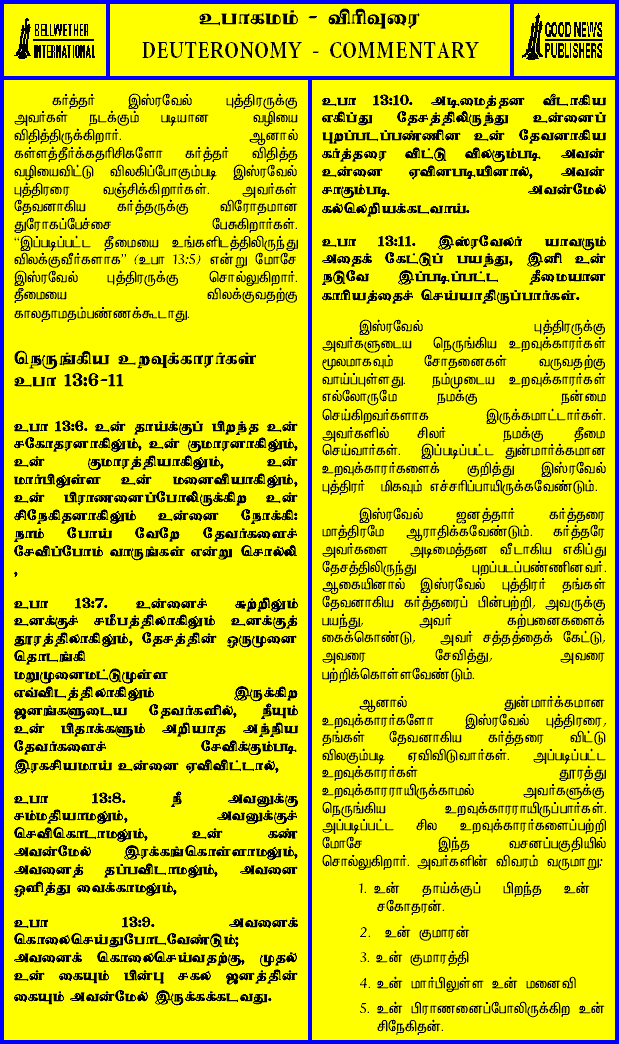 BELLWETHER
INTERNATIONAL
உபாகமம் - விரிவுரை
DEUTERONOMY - COMMENTARY
GOOD NEWS
PUBLISHERS
கர்த்தர் இஸ்ரவேல் புத்திரருக்கு
அவர்கள் நடக்கும் படியான வழியை
விதித்திருக்கிறார். ஆனால்
கள்ளத்தீர்க்கதரிசிகளோ கர்த்தர் விதித்த
வழியைவிட்டு விலகிப்போகும்படி இஸ்ரவேல்
புத்திரரை வஞ்சிக்கிறார்கள். அவர்கள்
தேவனாகிய கர்த்தருக்கு விரோதமான
துரோகப்பேச்சை பேசுகிறார்கள்.
“இப்படிப்பட்ட தீமையை உங்களிடத்திலிருந்து
விலக்குவீர்களாக” (உபா 13:5) என்று மோசே
இஸ்ரவேல் புத்திரருக்கு சொல்லுகிறார்.
தீமையை விலக்குவதற்கு
காலதாமதம்பண்ணக்கூடாது.
நெருங்கிய உறவுக்காரர்கள்
உபா 13:6-11
உபா 13:6. உன் தாய்க்குப் பிறந்த உன்
சகோதரனாகிலும், உன் குமாரனாகிலும்,
உன் குமாரத்தியாகிலும், உன்
மார்பிலுள்ள உன் மனைவியாகிலும்,
உன் பிராணனைப்போலிருக்கிற உன்
சிநேகிதனாகிலும் உன்னை நோக்கி:
நாம் போய் வேறே தேவர்களைச்
சேவிப்போம் வாருங்கள் என்று சொல்லி
,
உபா 13:7. உன்னைச் சுற்றிலும்
உனக்குச் சமீபத்திலாகிலும் உனக்குத்
தூரத்திலாகிலும், தேசத்தின் ஒருமுனை
தொடங்கி
மறுமுனைமட்டுமுள்ள
எவ்விடத்திலாகிலும் இருக்கிற
ஜனங்களுடைய தேவர்களில், நீயும்
உன் பிதாக்களும் அறியாத அந்நிய
தேவர்களைச் சேவிக்கும்படி
இரகசியமாய் உன்னை ஏவிவிட்டால்,
உபா 13:8. நீ அவனுக்கு
சம்மதியாமலும், அவனுக்குச்
செவிகொடாமலும், உன் கண்
அவன்மேல் இரக்கங்கொள்ளாமலும்,
அவனைத் தப்பவிடாமலும், அவனை
ஒளித்து வைக்காமலும்,
உபா 13:9. அவனைக்
கொலைசெய்துபோடவேண்டும்;
அவனைக் கொலைசெய்வதற்கு, முதல்
உன் கையும் பின்பு சகல ஜனத்தின்
கையும் அவன்மேல் இருக்கக்கடவது.
உபா 13:10. அடிமைத்தன வீடாகிய
எகிப்து தேசத்திலிருந்து உன்னைப்
புறப்படப்பண்ணின உன் தேவனாகிய
கர்த்தரை விட்டு விலகும்படி அவன்
உன்னை ஏவினபடியினால், அவன்
சாகும்படி அவன்மேல்
கல்லெறியக்கடவாய்.
உபா 13:11. இஸ்ரவேலர் யாவரும்
அதைக் கேட்டுப் பயந்து, இனி உன்
நடுவே இப்படிப்பட்ட தீமையான
காரியத்தைச் செய்யாதிருப்பார்கள்.
இஸ்ரவேல் புத்திரருக்கு
அவர்களுடைய நெருங்கிய உறவுக்காரர்கள்
மூலமாகவும் சோதனைகள் வருவதற்கு
வாய்ப்புள்ளது. நம்முடைய உறவுக்காரர்கள்
எல்லோருமே நமக்கு நன்மை
செய்கிறவர்களாக இருக்கமாட்டார்கள்.
அவர்களில் சிலர் நமக்கு தீமை
செய்வார்கள். இப்படிப்பட்ட துன்மார்க்கமான
உறவுக்காரர்களைக் குறித்து இஸ்ரவேல்
புத்திரர் மிகவும் எச்சரிப்பாயிருக்கவேண்டும்.
இஸ்ரவேல் ஜனத்தார் கர்த்தரை
மாத்திரமே ஆராதிக்கவேண்டும். கர்த்தரே
அவர்களை அடிமைத்தன வீடாகிய எகிப்து
தேசத்திலிருந்து புறப்படப்பண்ணினவர்.
ஆகையினால் இஸ்ரவேல் புத்திரர் தங்கள்
தேவனாகிய கர்த்தரைப் பின்பற்றி, அவருக்கு
பயந்து, அவர் கற்பனைகளைக்
கைக்கொண்டு, அவர் சத்தத்தைக் கேட்டு,
அவரை சேவித்து, அவரை
பற்றிக்கொள்ளவேண்டும்.
ஆனால் துன்மார்க்கமான
உறவுக்காரர்களோ இஸ்ரவேல் புத்திரரை,
தங்கள் தேவனாகிய கர்த்தரை விட்டு
விலகும்படி ஏவிவிடுவார்கள். அப்படிப்பட்ட
உறவுக்காரர்கள் தூரத்து
உறவுக்காரராயிருக்காமல் அவர்களுக்கு
நெருங்கிய உறவுக்காரராயிருப்பார்கள்.
அப்படிப்பட்ட சில உறவுக்காரர்களைப்பற்றி
மோசே இந்த வசனப்பகுதியில்
சொல்லுகிறார். அவர்களின் விவரம் வருமாறு:
1. உன் தாய்க்குப் பிறந்த உன்
சகோதரன்.
2. உன் குமாரன்
3. உன் குமாரத்தி
4. உன் மார்பிலுள்ள உன் மனைவி
5. உன் பிராணனைப்போலிருக்கிற உன்
சிநேகிதன்.